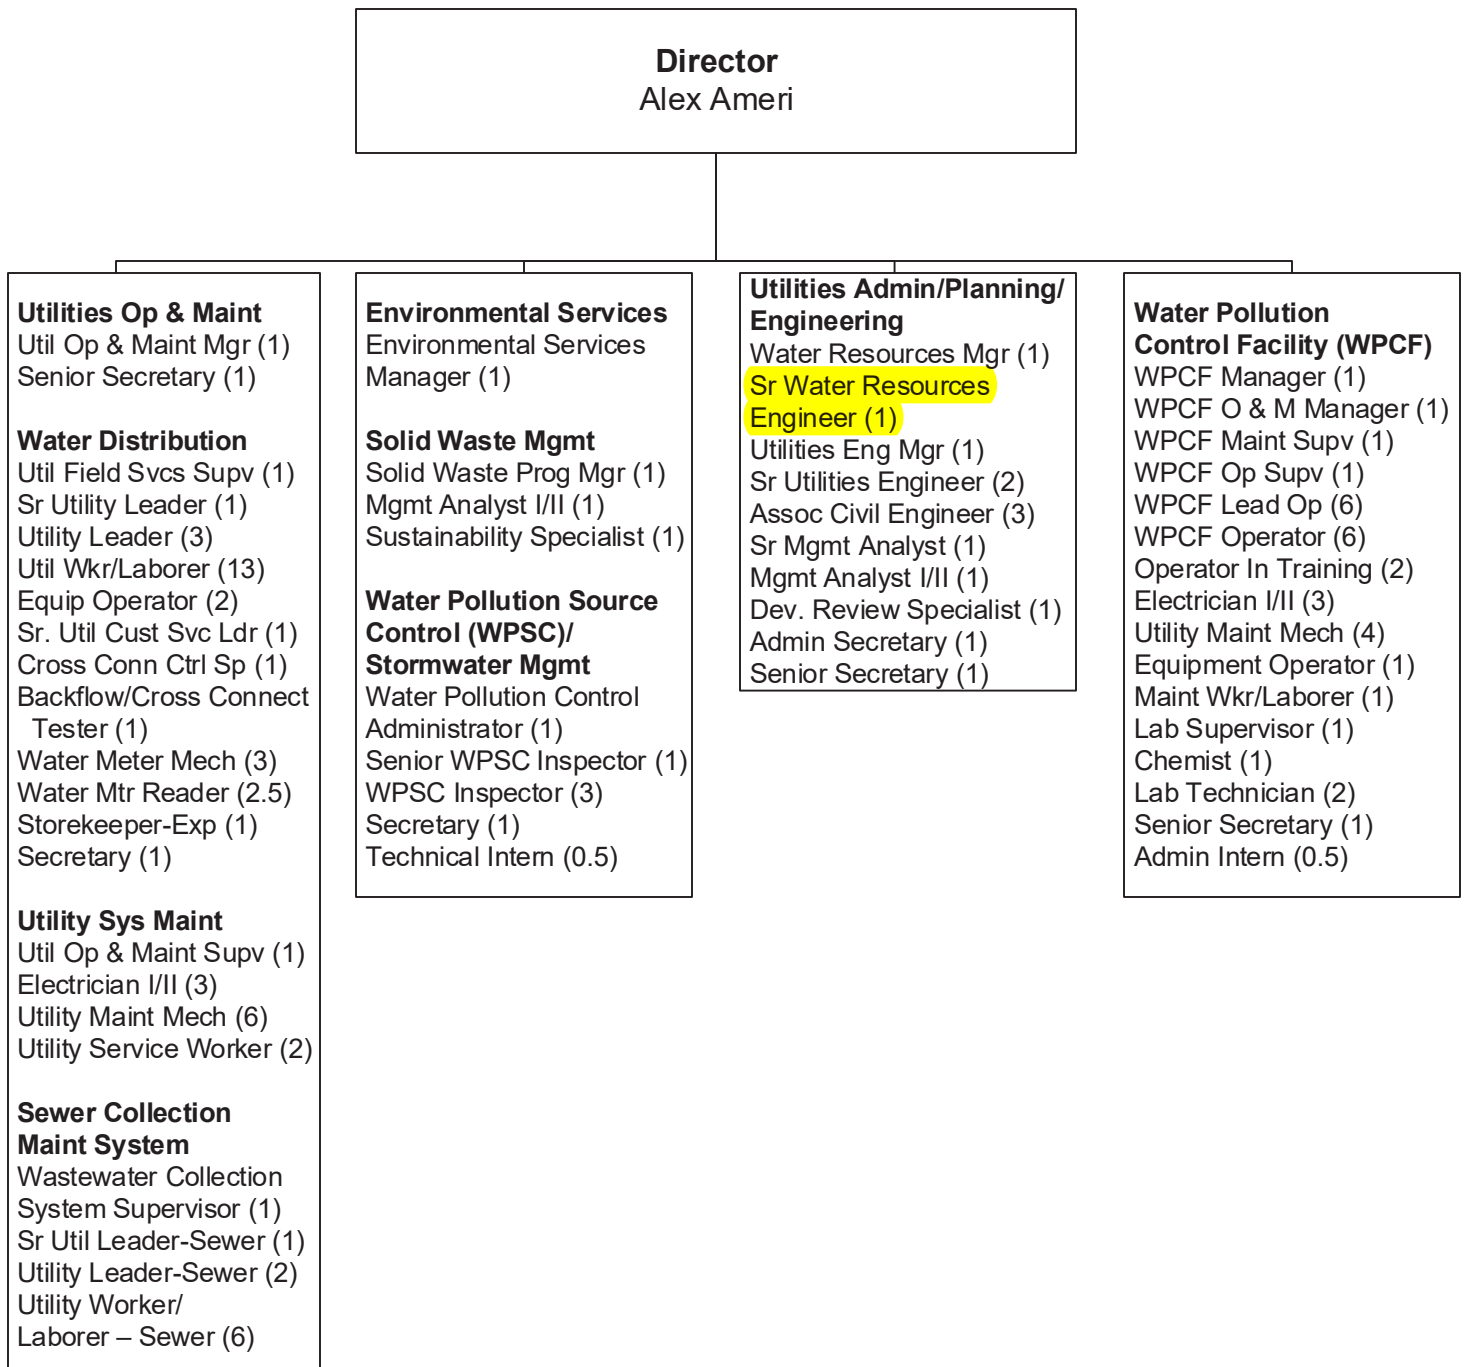 Director
Alex Ameri
Utilities Op & Maint
Util Op & Maint Mgr (1)
Senior Secretary (1)
Water Distribution
Util Field Svcs Supv (1)
Sr Utility Leader (1)
Utility Leader (3)
Util Wkr/Laborer (13)
Equip Operator (2)
Sr. Util Cust Svc Ldr (1)
Cross Conn Ctrl Sp (1)
Backflow/Cross Connect
Tester (1)
Water Meter Mech (3)
Water Mtr Reader (2.5)
Storekeeper-Exp (1)
Secretary (1)
Utility Sys Maint
Util Op & Maint Supv (1)
Electrician I/II (3)
Utility Maint Mech (6)
Utility Service Worker (2)
Sewer Collection
Maint System
Wastewater Collection
System Supervisor (1)
Sr Util Leader-Sewer (1)
Utility Leader-Sewer (2)
Utility Worker/
Laborer – Sewer (6)
Environmental Services
Environmental Services
Manager (1)
Solid Waste Mgmt
Solid Waste Prog Mgr (1)
Mgmt Analyst I/II (1)
Sustainability Specialist (1)
Water Pollution Source
Control (WPSC)/
Stormwater Mgmt
Water Pollution Control
Administrator (1)
Senior WPSC Inspector (1)
WPSC Inspector (3)
Secretary (1)
Technical Intern (0.5)
Utilities Admin/Planning/
Engineering
Water Resources Mgr (1)
Sr Water Resources
Engineer (1)
Utilities Eng Mgr (1)
Sr Utilities Engineer (2)
Assoc Civil Engineer (3)
Sr Mgmt Analyst (1)
Mgmt Analyst I/II (1)
Dev. Review Specialist (1)
Admin Secretary (1)
Senior Secretary (1)
Water Pollution
Control Facility (WPCF)
WPCF Manager (1)
WPCF O & M Manager (1)
WPCF Maint Supv (1)
WPCF Op Supv (1)
WPCF Lead Op (6)
WPCF Operator (6)
Operator In Training (2)
Electrician I/II (3)
Utility Maint Mech (4)
Equipment Operator (1)
Maint Wkr/Laborer (1)
Lab Supervisor (1)
Chemist (1)
Lab Technician (2)
Senior Secretary (1)
Admin Intern (0.5)